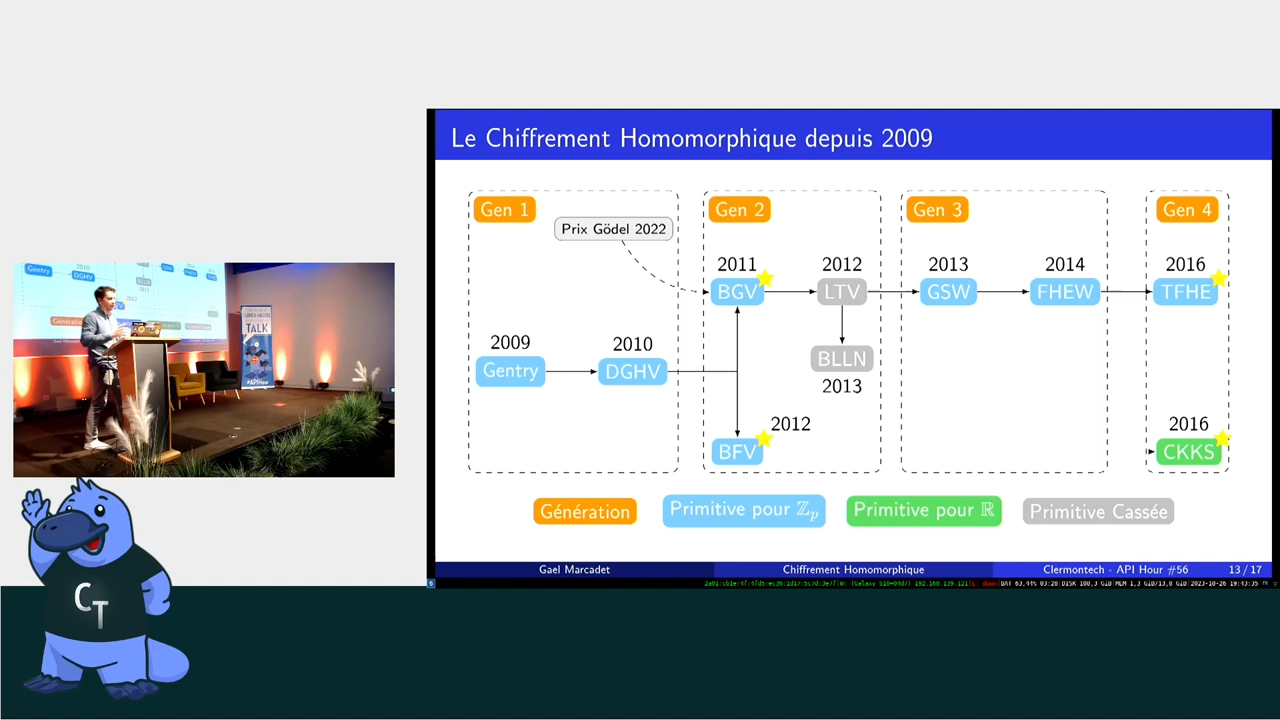 Le Chiffrement Homomorphique depuis 2009
Gen 1
Gen 2
Gen 3
Gen 4
Prix Gödel 2022
2011
2012
2013
2014
2016
BGV
LTV
GSW
FHEW
TFHE
2009
2010
BLLN
Gentry
DGHV
2013
2012
2016
BFV
CKKS
Génération
Primitive pour ℤp
Primitive pour ℝ
Primitive Cassée
Gael Marcadet
Chiffrement Homomorphique
Clermontech - API Hour #56
13 / 17
TALK
#APIHour
CT